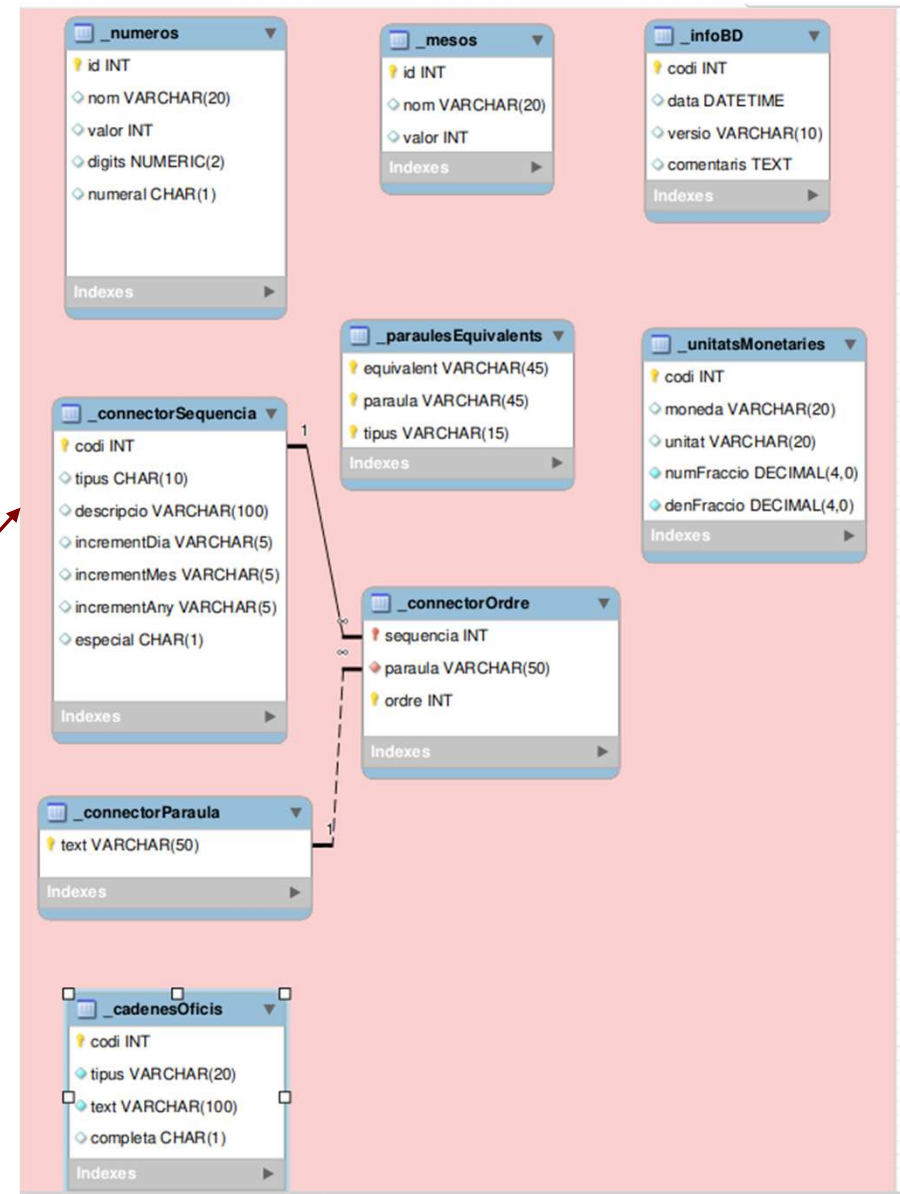 _numeros
id INT
nom VARCHAR(20)
valor INT
digits NUMERIC(2)
numeral CHAR(1)
Indexes
_mesos
id INT
nom VARCHAR(20)
valor INT
Indexes
_infoBD
codi INT
data DATETIME
versio VARCHAR(10)
comentaris TEXT
Indexes
_paraulesEquivalents
equivalent VARCHAR(45)
paraula VARCHAR(45)
tipus VARCHAR(15)
Indexes
_unitatsMonetaries
codi INT
moneda VARCHAR(20)
unitat VARCHAR(20)
numFraccio DECIMAL(4,0)
denFraccio DECIMAL(4,0)
Indexes
_connectorSequencia
codi INT
tipus CHAR(10)
descripcio VARCHAR(100)
incrementDia VARCHAR(5)
incrementMes VARCHAR(5)
incrementAny VARCHAR(5)
especial CHAR(1)
Indexes
1
∞
∞
1
_connectorOrdre
sequencia INT
paraula VARCHAR(50)
ordre INT
Indexes
_connectorParaula
text VARCHAR(50)
Indexes
_cadenesOficis
codi INT
tipus VARCHAR(20)
text VARCHAR(100)
completa CHAR(1)
Indexes